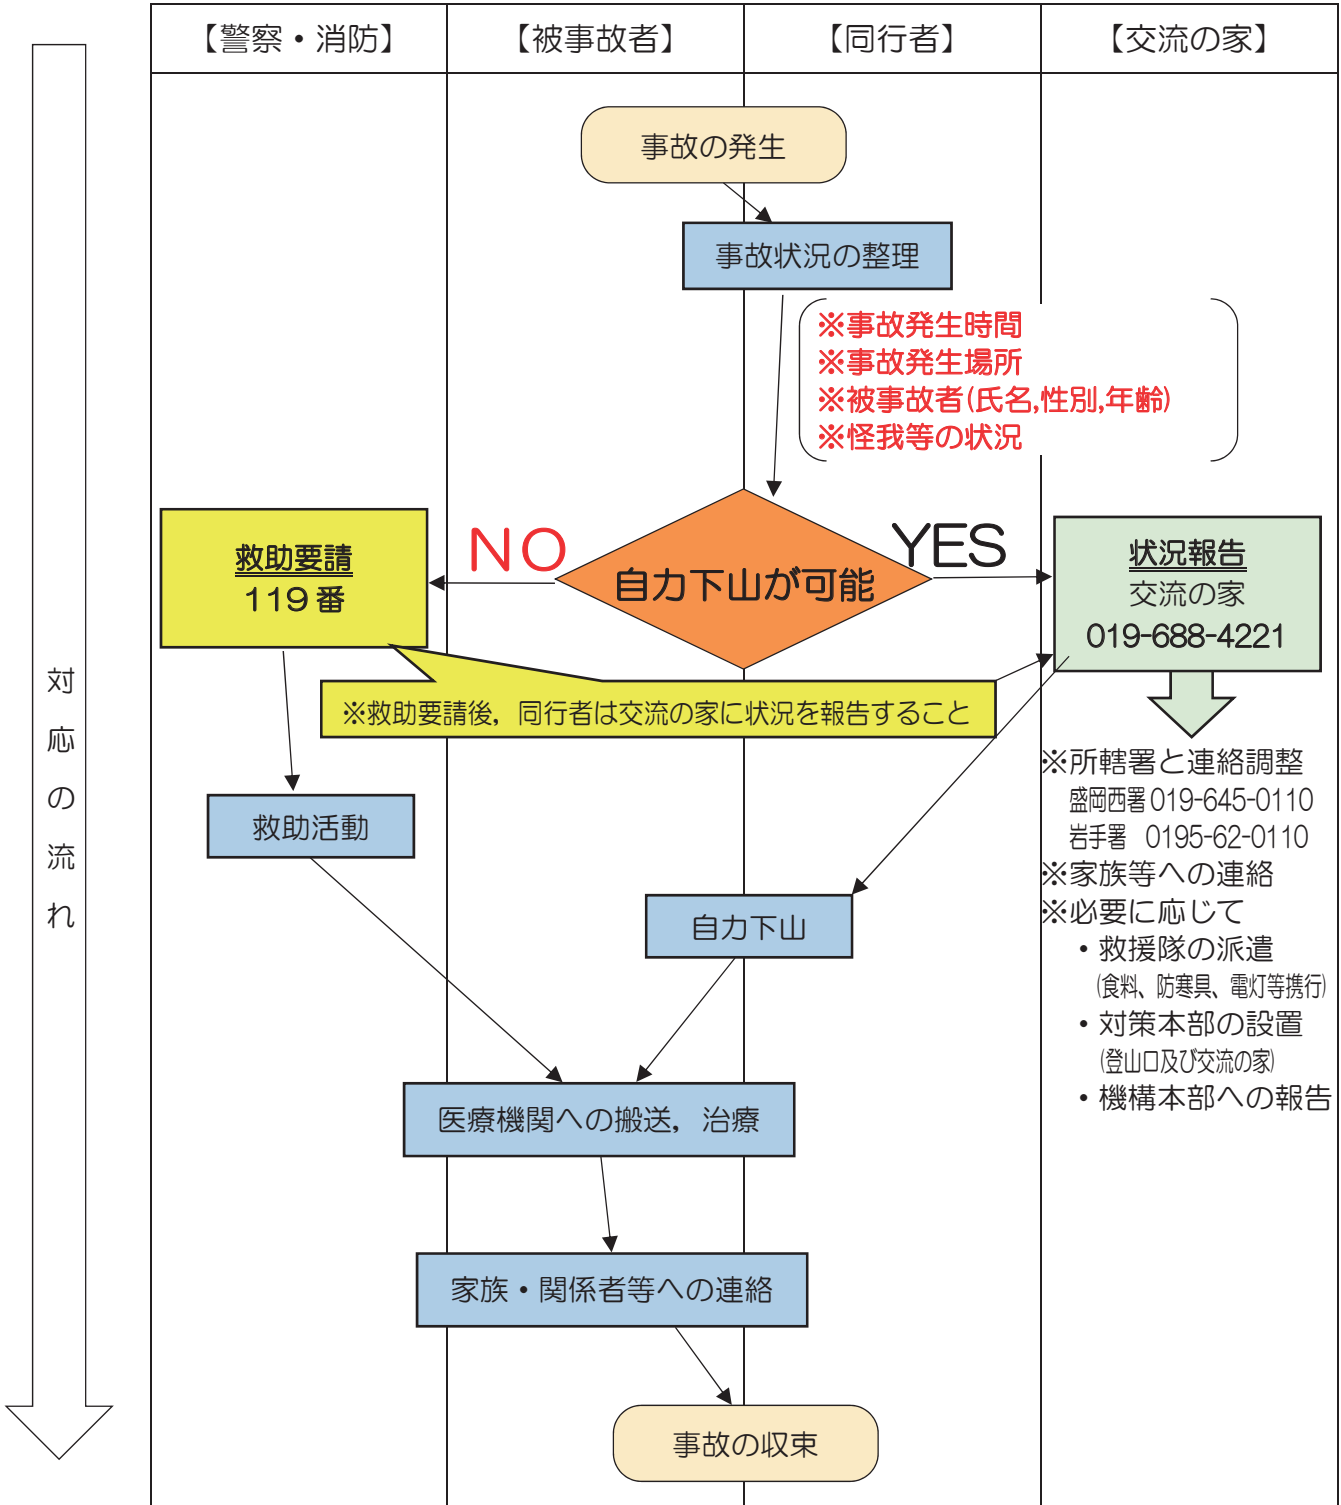 【警察・消防】
【被事故者】
【同行者】
【交流の家】
対応の流れ
事故の発生
事故状況の整理
※事故発生時間
※事故発生場所
※被事故者(氏名,性別,年齢)
※怪我等の状況
自力下山が可能
NO
YES
救助要請
119番
状況報告
交流の家
019-688-4221
※救助要請後，同行者は交流の家に状況を報告すること
※所轄署と連絡調整
盛岡西署 019-645-0110
岩手署　0195-62-0110
※家族等への連絡
※必要に応じて
・救援隊の派遣
(食料、防寒具、電灯等携行)
・対策本部の設置
(登山口及び交流の家)
・機構本部への報告
救助活動
自力下山
医療機関への搬送，治療
家族・関係者等への連絡
事故の収束